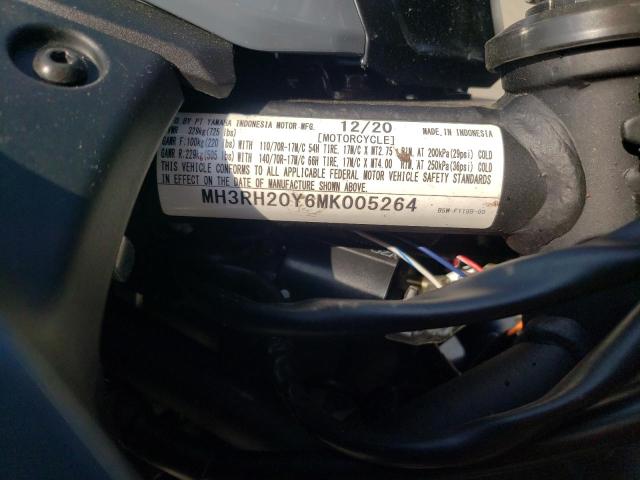 D BY PT YAMAHA INDONESIA MOTOR MFG. 12/20 MADE IN INDONESIA
VWR 329kg(725 lbs) [MOTORCYCLE]
GAWR F.100kg(220 lbs) WITH 110/70R-17M/C 54H TIRE, 17M/C X MT2.75 RIM, AT 200kPa(29psi) COLD
GAWR R.229kg(505 lbs) WITH 140/70R-17M/C 66H TIRE, 17M/C X MT4.00 RIM, AT 250kPa(36psi) COLD
THIS VEHICLE CONFORMS TO ALL APPLICABLE FEDERAL MOTOR VEHICLE SAFETY STANDARDS
IN EFFECT ON THE DATE OF MANUFACTURE SHOWN ABOVE.
MH3RH20Y6MK005264 B5W-F1199-00